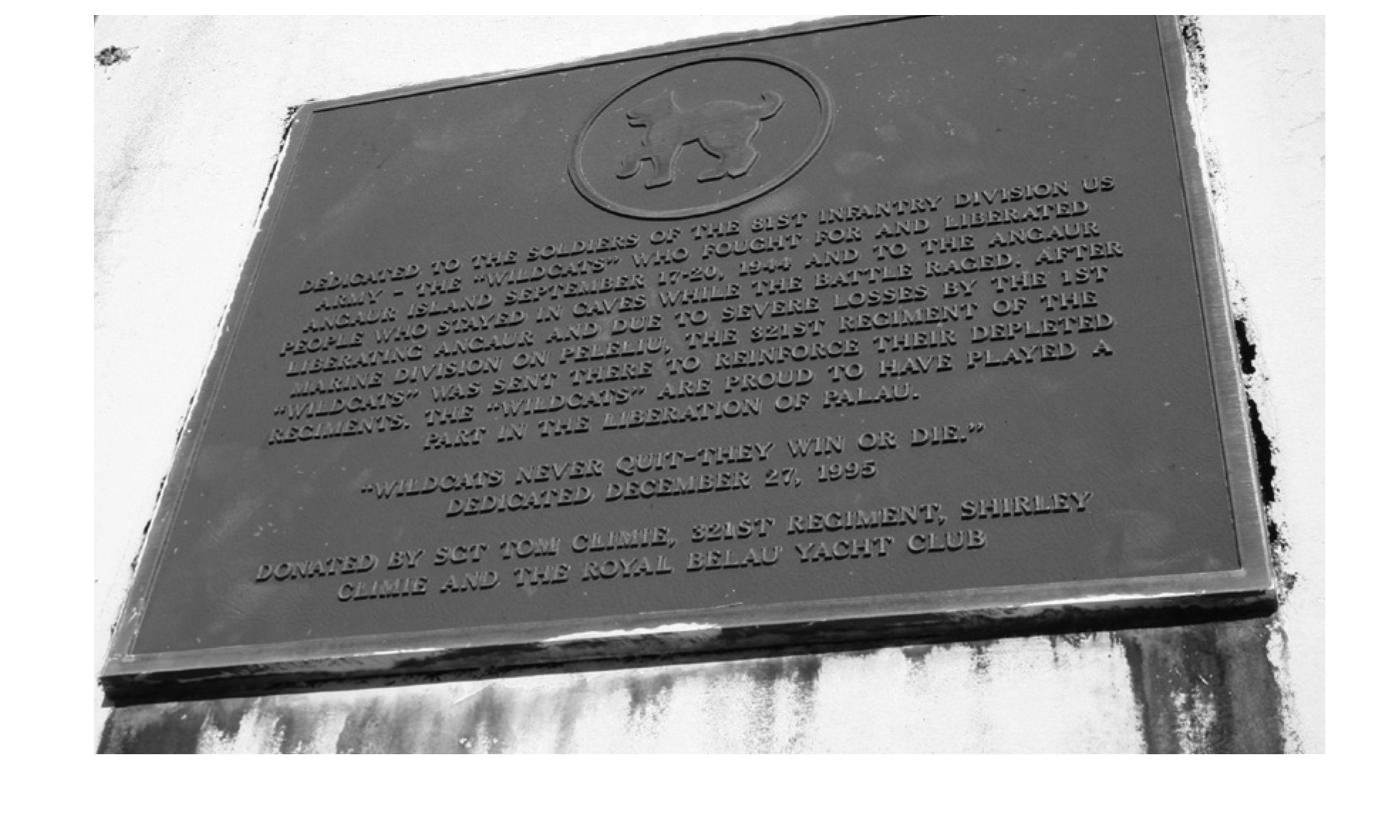 DEDICATED TO THE SOLDIERS OF THE 81ST INFANTRY DIVISION US
ARMY - THE "WILDCATS" WHO FOUGHT FOR AND LIBERATED
ANGAUR ISLAND SEPTEMBER 17-20, 1944 AND TO THE ANGAUR
PEOPLE WHO STAYED IN CAVES WHILE THE BATTLE RAGED. AFTER
LIBERATING ANGAUR AND DUE TO SEVERE LOSSES BY THE 1ST
MARINE DIVISION ON PELELIU, THE 321ST REGIMENT OF THE
"WILDCATS" WAS SENT THERE TO REINFORCE THEIR DEPLETED
REGIMENTS. THE "WILDCATS" ARE PROUD TO HAVE PLAYED A
PART IN THE LIBERATION OF PALAU.
"WILDCATS NEVER QUIT-THEY WIN OR DIE."
DEDICATED DECEMBER 27, 1995
DONATED BY SGT TOM CLIMIE, 321ST REGIMENT, SHIRLEY
CLIMIE AND THE ROYAL BELAU YACHT CLUB